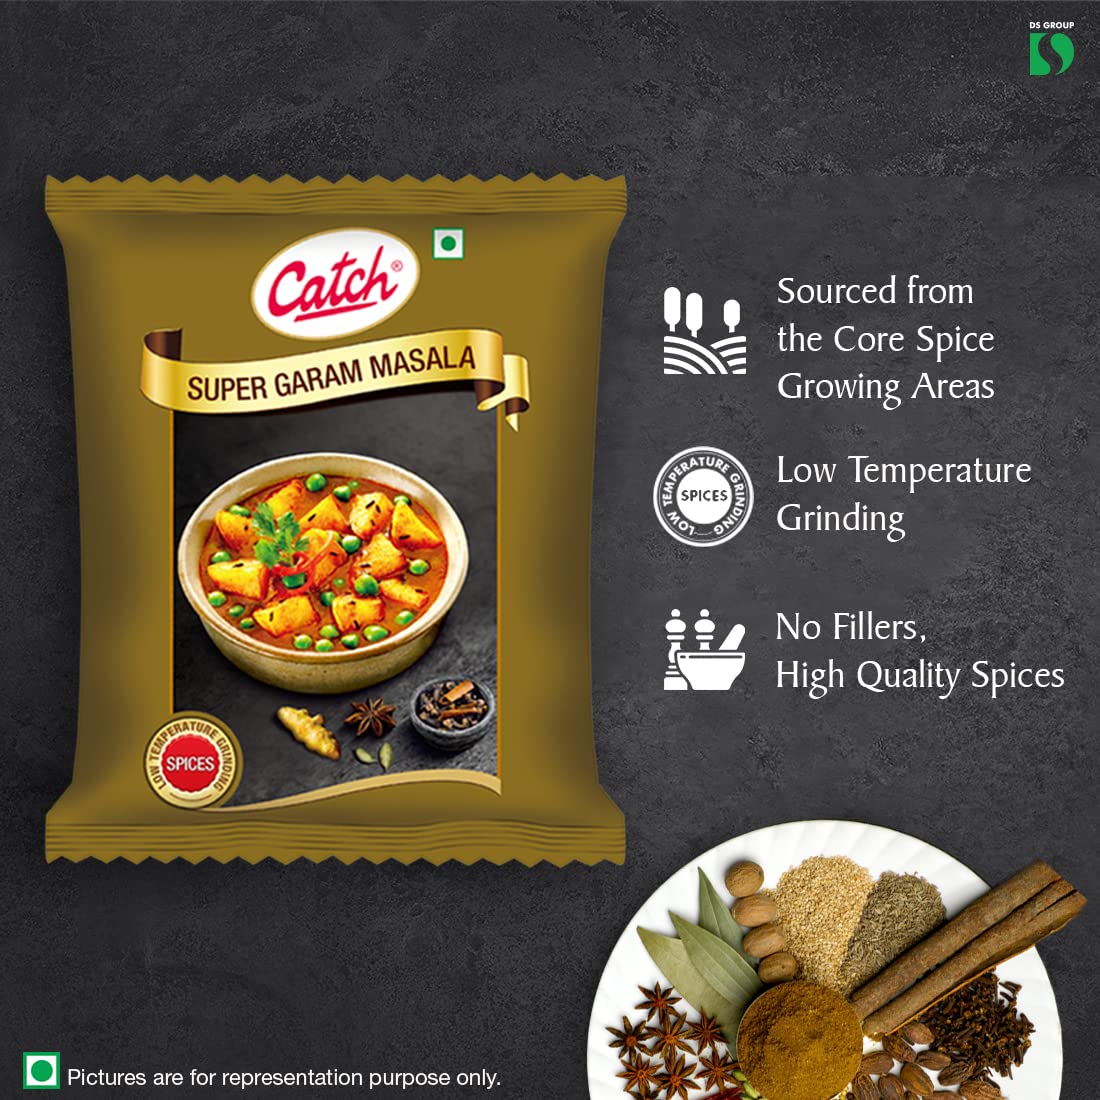 DS GROUP
Catch®
SUPER GARAM MASALA
LOW TEMPERATURE GRINDING
SPICES
Sourced from
the Core Spice
Growing Areas
LOW TEMPERATURE GRINDING
SPICES
Low Temperature
Grinding
No Fillers,
High Quality Spices
Pictures are for representation purpose only.